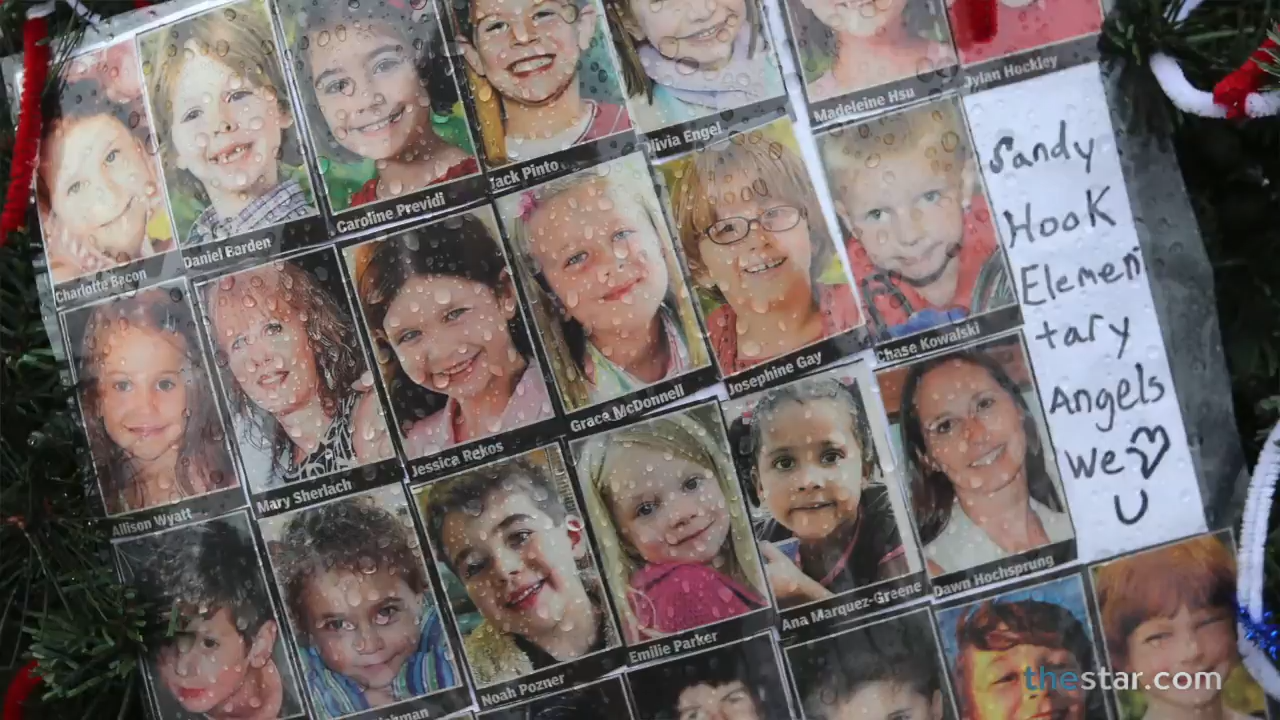 Madeleine Hsu
Dylan Hockley
Charlotte Bacon
Daniel Barden
Caroline Previdi
Jack Pinto
Olivia Engel
Allison Wyatt
Mary Sherlach
Jessica Rekos
Grace McDonnell
Josephine Gay
Chase Kowalski
Noah Pozner
Emilie Parker
Ana Marquez-Greene
Dawn Hochsprung
Sandy
Hook
Elemen
tary
Angels
We ♡
U
thestar.com